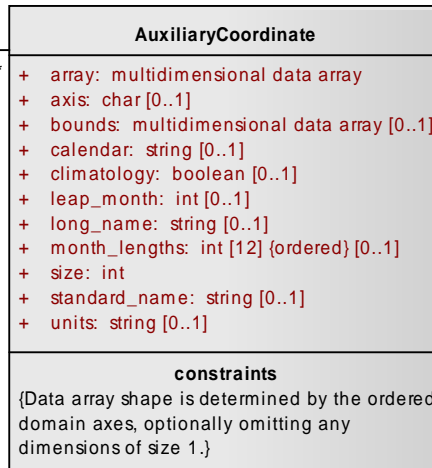 AuxiliaryCoordinate
+ array: multidimensional data array
+ axis: char [0..1]
+ bounds: multidimensional data array [0..1]
+ calendar: string [0..1]
+ climatology: boolean [0..1]
+ leap_month: int [0..1]
+ long_name: string [0..1]
+ month_lengths: int [12] {ordered} [0..1]
+ size: int
+ standard_name: string [0..1]
+ units: string [0..1]
constraints
{Data array shape is determined by the ordered
domain axes, optionally omitting any
dimensions of size 1.}